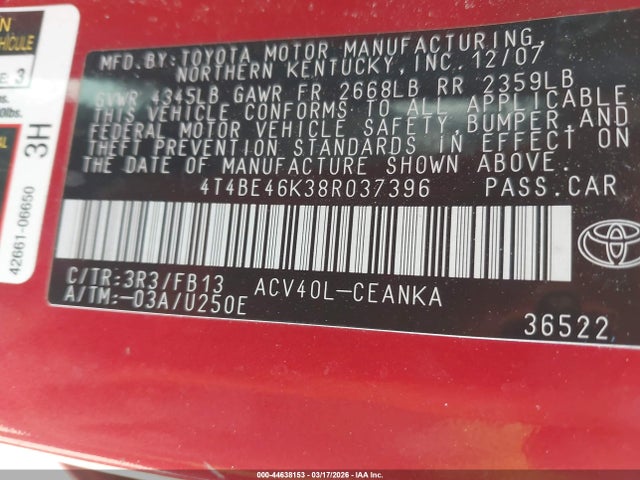 MFD.BY:TOYOTA MOTOR MANUFACTURING,
NORTHERN KENTUCKY,INC.12/07
GVWR 4345LB GAWR FR 2668LB RR 2359LB
THIS VEHICLE CONFORMS TO ALL APPLICABLE
FEDERAL MOTOR VEHICLE SAFETY,BUMPER,AND
THEFT PREVENTION STANDARDS IN EFFECT ON
THE DATE OF MANUFACTURE SHOWN ABOVE.
4T4BE46K38R037396 PASS.CAR
C/TR:3R3/FB13 ACV40L-CEANKA
A/TM:-03A/U250E
36522
TOYOTA
3H
42661-06650
000-44638153 - 03/17/2026 - IAAI, Inc.